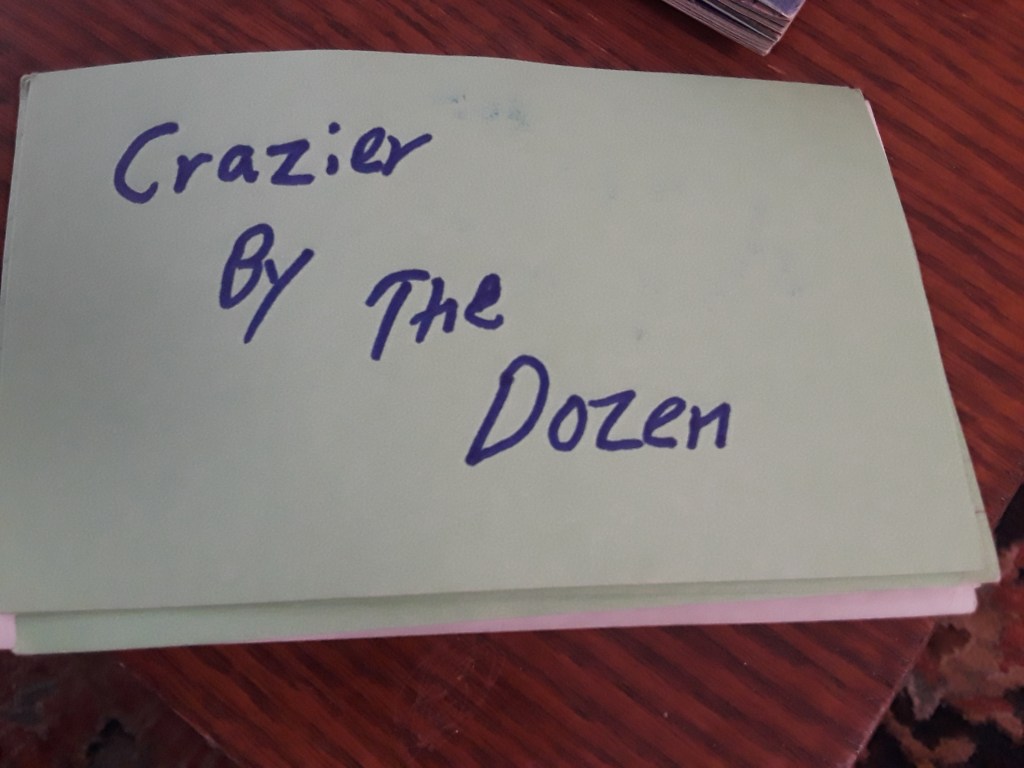 Crazier
By The
Dozen